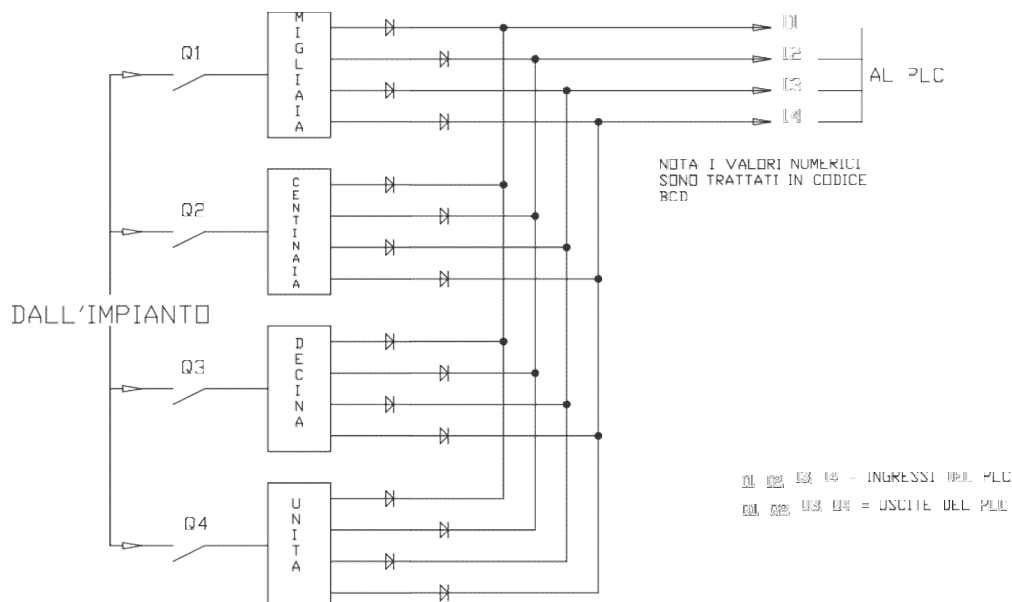 MIGLIAIA
I1
Q1
I2
AL PLC
I3
I4
NOTA I VALORI NUMERICI
SONO TRATTATI IN CODICE
BCD
CENTINAIA
Q2
DALL'IMPIANTO
DECINA
Q3
I1, I2, I3, I4 = INGRESSI DEL PLC
Q1, Q2, Q3, Q4 = USCITE DEL PLC
UNITA
Q4